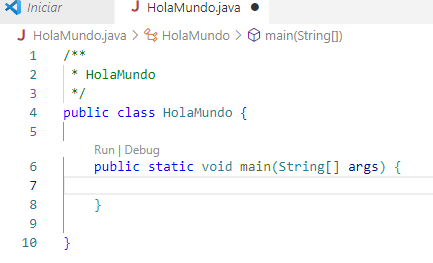 Iniciar HolaMundo.java
HolaMundo.java > HolaMundo > main(String[])
1 /**
2 * HolaMundo
3 */
4 public class HolaMundo {
5
Run | Debug
6 public static void main(String[] args) {
7
8 }
9
10 }